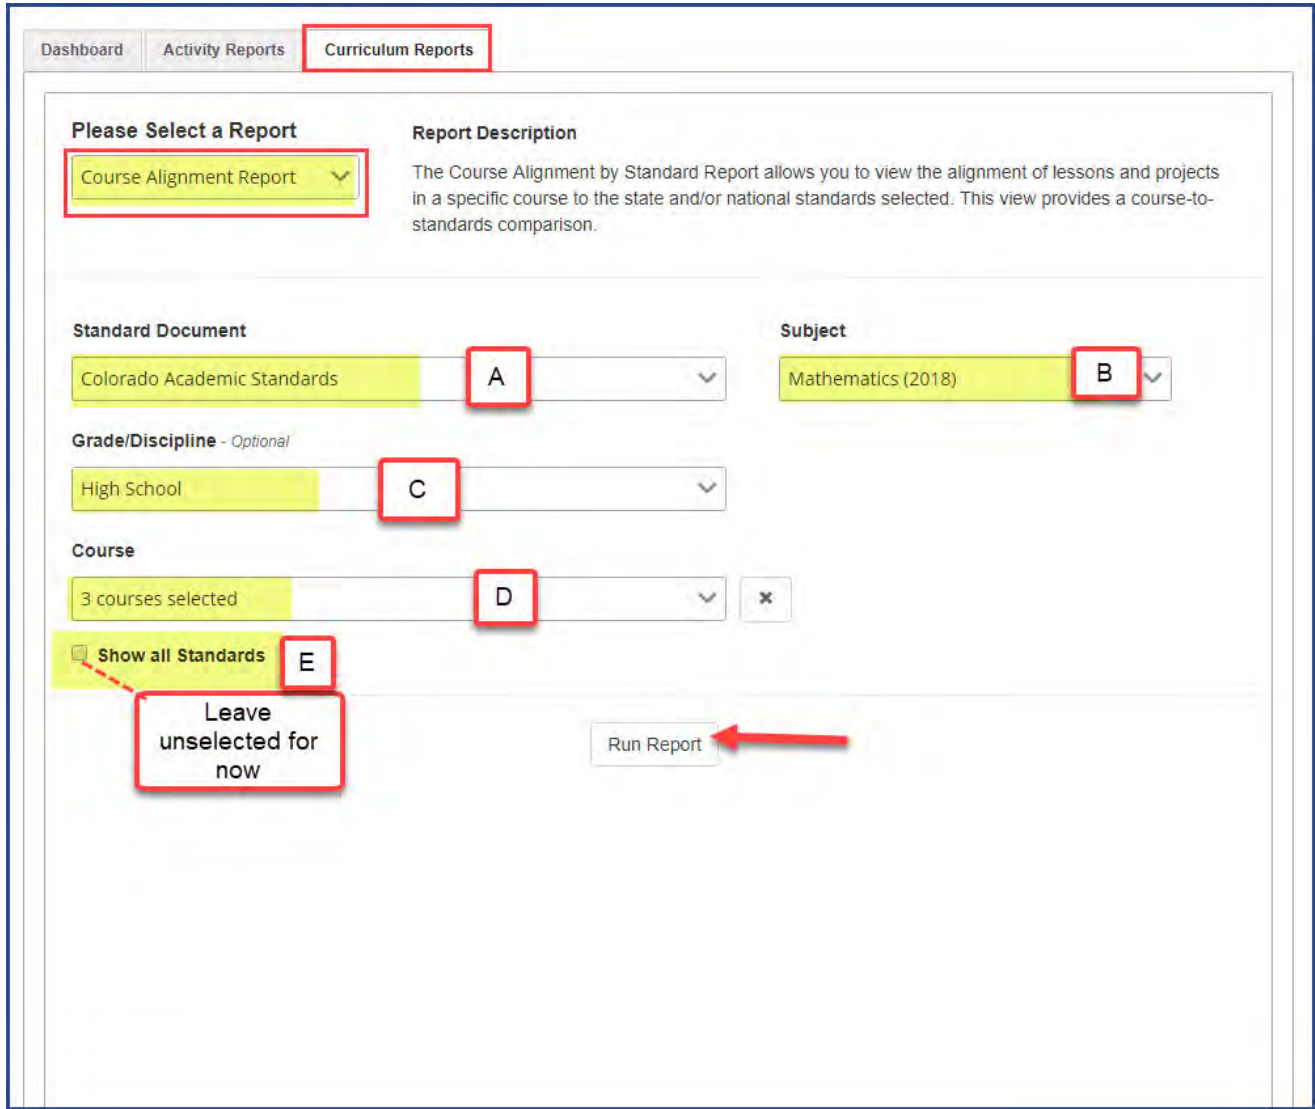 Dashboard
Activity Reports
Curriculum Reports
Please Select a Report
Course Alignment Report
Report Description
The Course Alignment by Standard Report allows you to view the alignment of lessons and projects
in a specific course to the state and/or national standards selected. This view provides a course-to-
standards comparison.
Standard Document
Colorado Academic Standards
A
Subject
Mathematics (2018)
B
Grade/Discipline - Optional
High School
C
Course
3 courses selected
D
Show all Standards
E
Leave
unselected for
now
Run Report